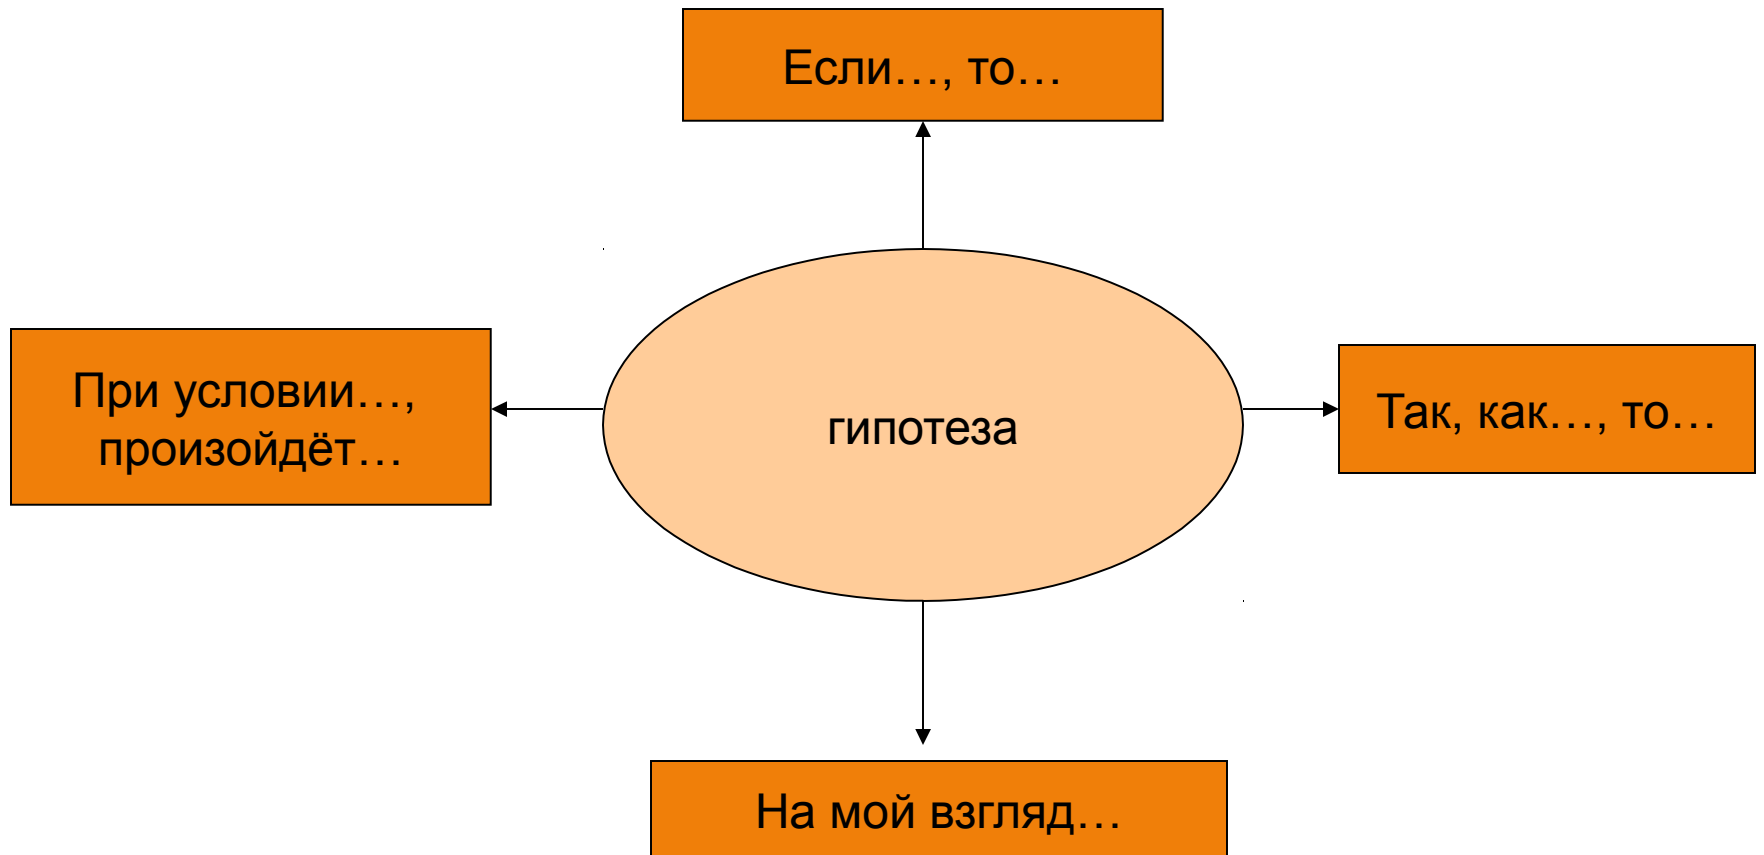 Если…, то…
При условии…,
произойдёт…
гипотеза
Так, как…, то…
На мой взгляд…